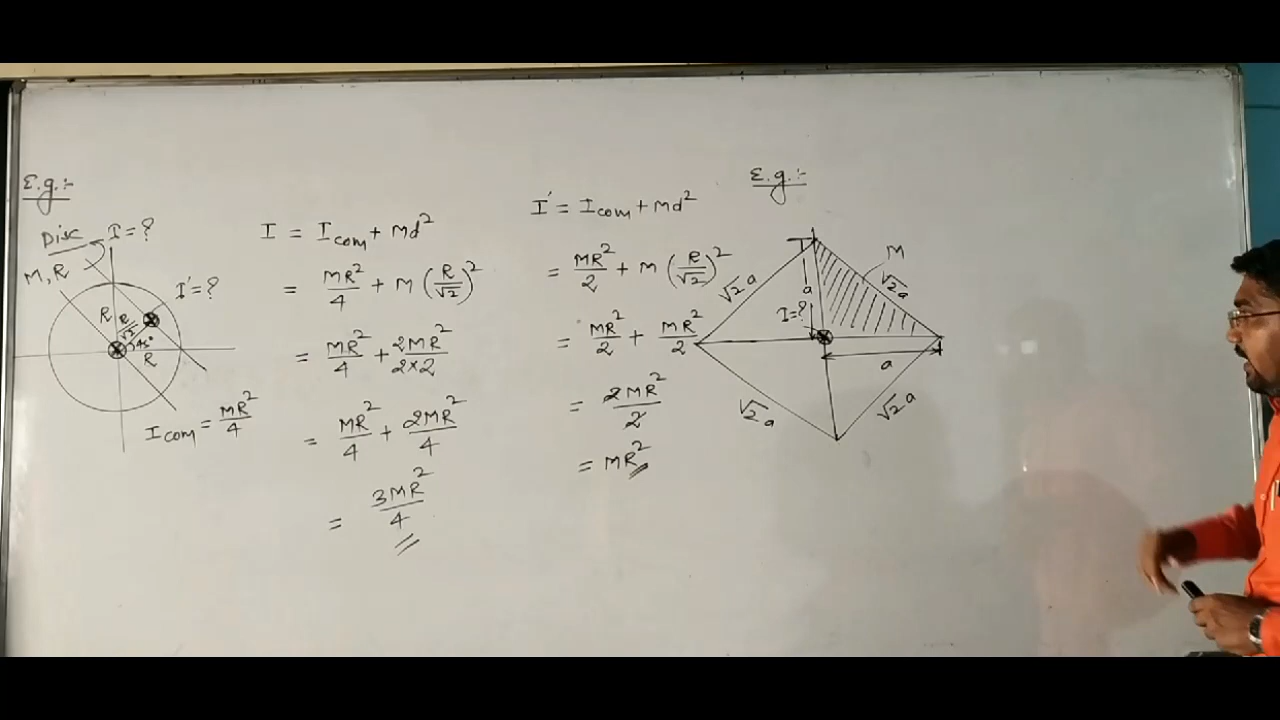 E.g.:-
Disc
M, R
I = ?
I' = ?
R
R/√2
45°
R
I_com = MR²/4
I = I_com + Md²
= MR²/4 + M (R/√2)²
= MR²/4 + 2MR²/2×2
= MR²/4 + 2MR²/4
= 3MR²/4
I' = I_com + Md²
= MR²/2 + M (R/√2)²
= MR²/2 + MR²/2
= 2MR²/2
= MR²
E.g.:-
M
√2 a
√2 a
a
I = ?
a
√2 a
√2 a